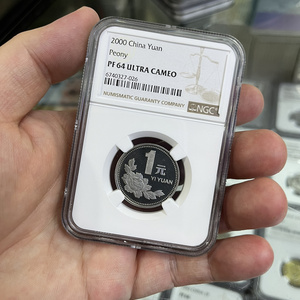 2000 China Yuan
Peony
PF 64 ULTRA CAMEO
6740327-026
NUMISMATIC GUARANTY COMPANY
NGC
1
元
YI YUAN